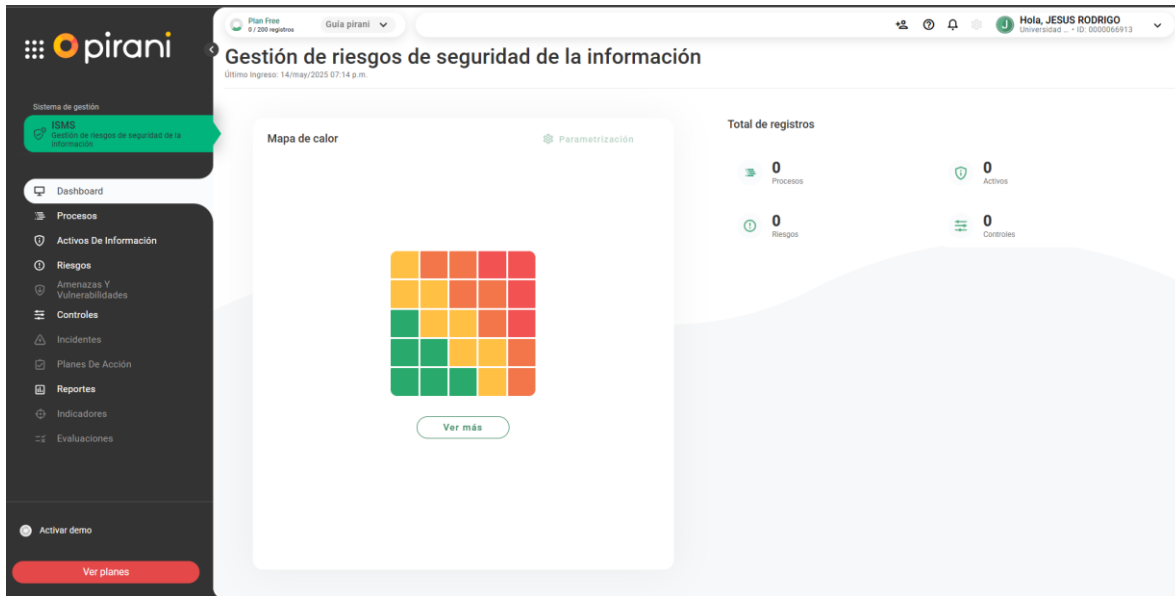 pirani
Sistema de gestión
ISMS
Gestión de riesgos de seguridad de la
información
Dashboard
Procesos
Activos De Información
Riesgos
Amenazas Y
Vulnerabilidades
Controles
Incidentes
Planes De Acción
Reportes
Indicadores
Evaluaciones
Activar demo
Ver planes
Plan Free
0 / 200 registros
Guía pirani
J
Hola, JESUS RODRIGO
Universidad ... - ID: 0000066913
Gestión de riesgos de seguridad de la información
Último Ingreso: 14/may/2025 07:14 p.m.
Mapa de calor
Parametrización
Ver más
Total de registros
0
Procesos
0
Activos
0
Riesgos
0
Controles